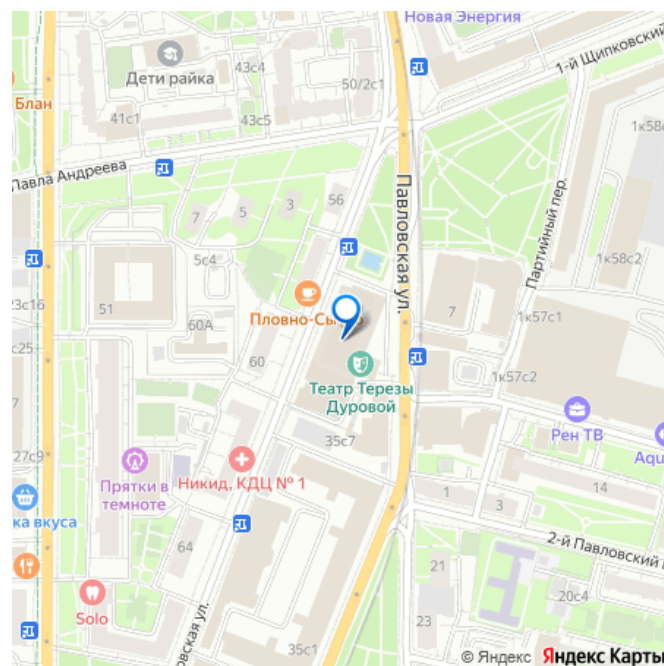 Новая Энергия
1-й Щипковский
Дети райка
43с4
50/2с1
Блан
41с1
43с5
1к58с1
Павла Андреева
56
Павловская ул.
Партийный пер.
7
5
3
5с4
1к58с2
23с16
51
Пловно-Сы
7
1к57с1
60А
с25
60
1к57с2
Театр Терезы
Дуровой
35с7
Рен ТВ
27с9
Aqu
Никид, КДЦ № 1
Прятки в
темноте
14
1
3
ка вкуса
64
2-й Павловский
21
20с4
Solo
23
35с1
овская ул.
© Яндекс Яндекс Карты